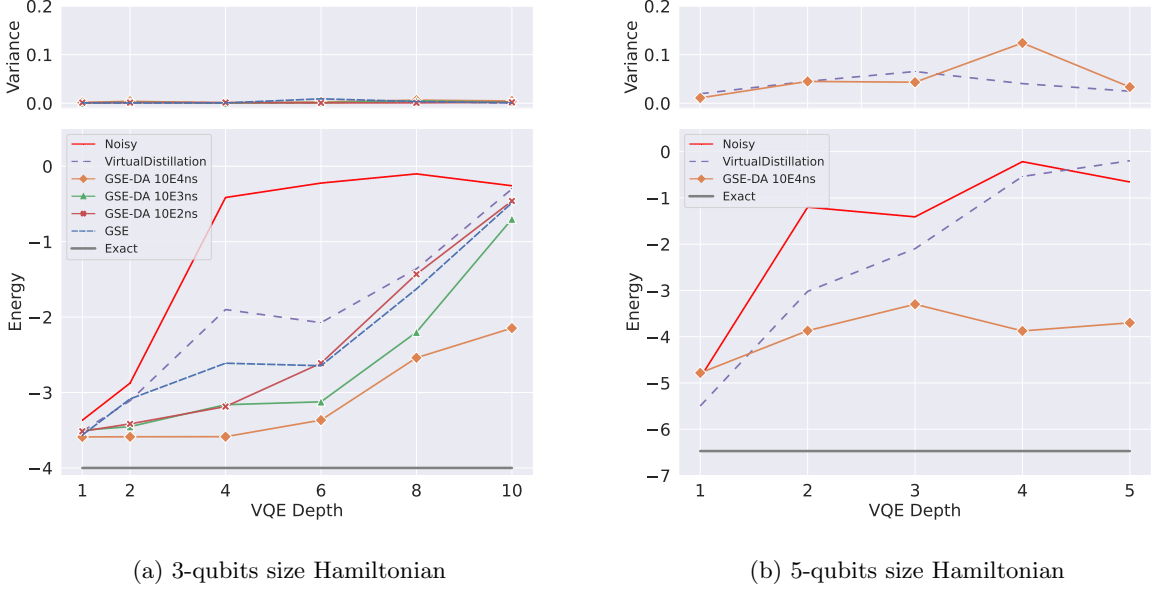 0.2
0.1
0.0
Variance
0
−1
−2
−3
−4
Energy
Noisy
VirtualDistillation
GSE-DA 10E4ns
GSE-DA 10E3ns
GSE-DA 10E2ns
GSE
Exact
1 2 4 6 8 10
VQE Depth
(a) 3-qubits size Hamiltonian
0.2
0.1
0.0
Variance
0
−1
−2
−3
−4
−5
−6
−7
Energy
Noisy
VirtualDistillation
GSE-DA 10E4ns
Exact
1 2 3 4 5
VQE Depth
(b) 5-qubits size Hamiltonian